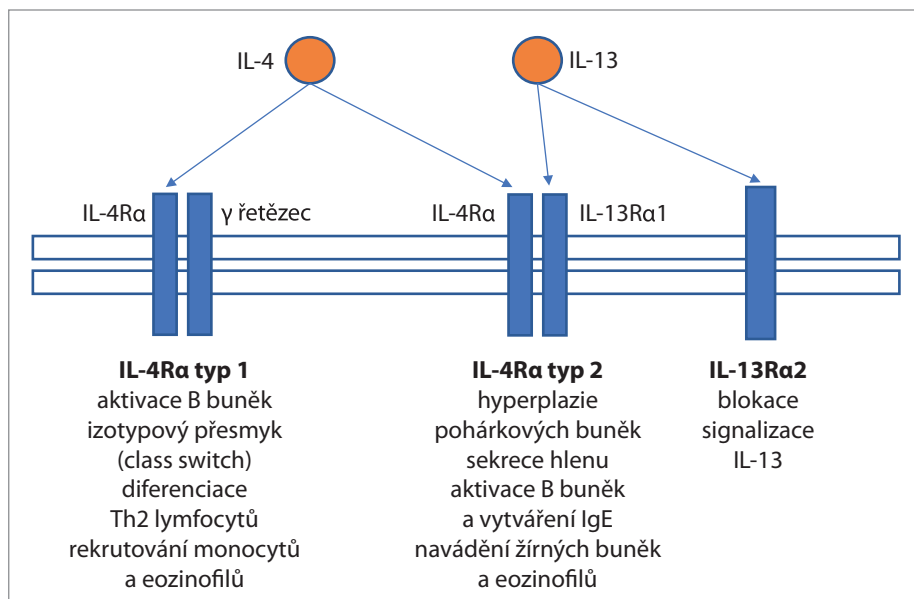 IL-4
IL-13
IL-4Rα
γ řetězec
IL-4Rα
IL-13Rα1
IL-4Rα typ 1
aktivace B buněk
izotypový přesmyk
(class switch)
diferenciace
Th2 lymfocytů
rekrutování monocytů
a eozinofilů
IL-4Rα typ 2
hyperplazie
pohárkových buněk
sekrece hlenu
aktivace B buněk
a vytváření IgE
navádění žírných buněk
a eozinofilů
IL-13Rα2
blokace
signalizace
IL-13